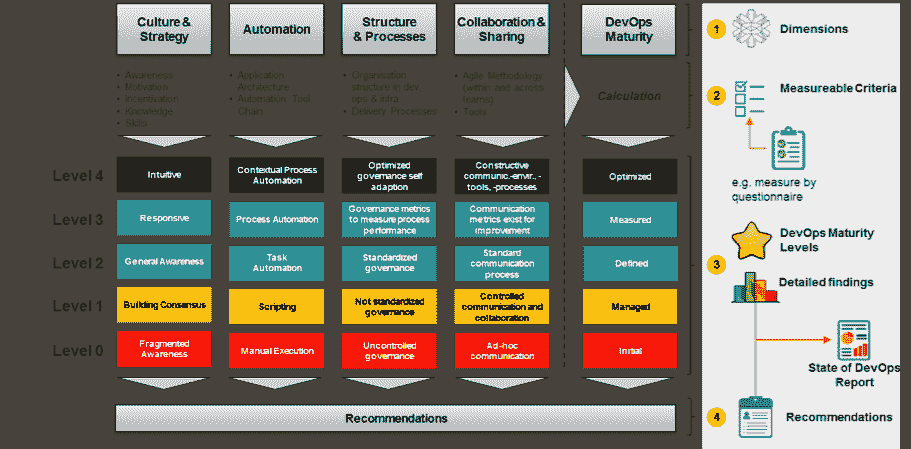 Culture &
Strategy
Automation
Structure
& Processes
Collaboration &
Sharing
DevOps
Maturity
• Awareness
• Motivation
• Incentivation
• Knowledge
• Skills
• Application
Architecture
• Automation Tool
Chain
• Organisation
structure in dev
ops & infra
• Delivery Processes
• Agile Methodology
(within and across
teams)
• Tools
Calculation
Level 4
Intuitive
Contextual Process
Automation
Optimized
governance self
adaption
Constructive
communic.-envir., -
tools, -processes
Optimized
Level 3
Responsive
Process Automation
Governance metrics
to measure process
performance
Communication
metrics exist for
improvement
Measured
Level 2
General Awareness
Task
Automation
Standardized
governance
Standard
communication
process
Defined
Level 1
Building Consensus
Scripting
Not standardized
governance
Controlled
communication and
collaboration
Managed
Level 0
Fragmented
Awareness
Manual Execution
Uncontrolled
governance
Ad-hoc
communication
Initial
Recommendations
1
Dimensions
2
Measureable Criteria
e.g. measure by
questionnaire
3
DevOps Maturity
Levels
Detailed findings
State of DevOps
Report
4
Recommendations